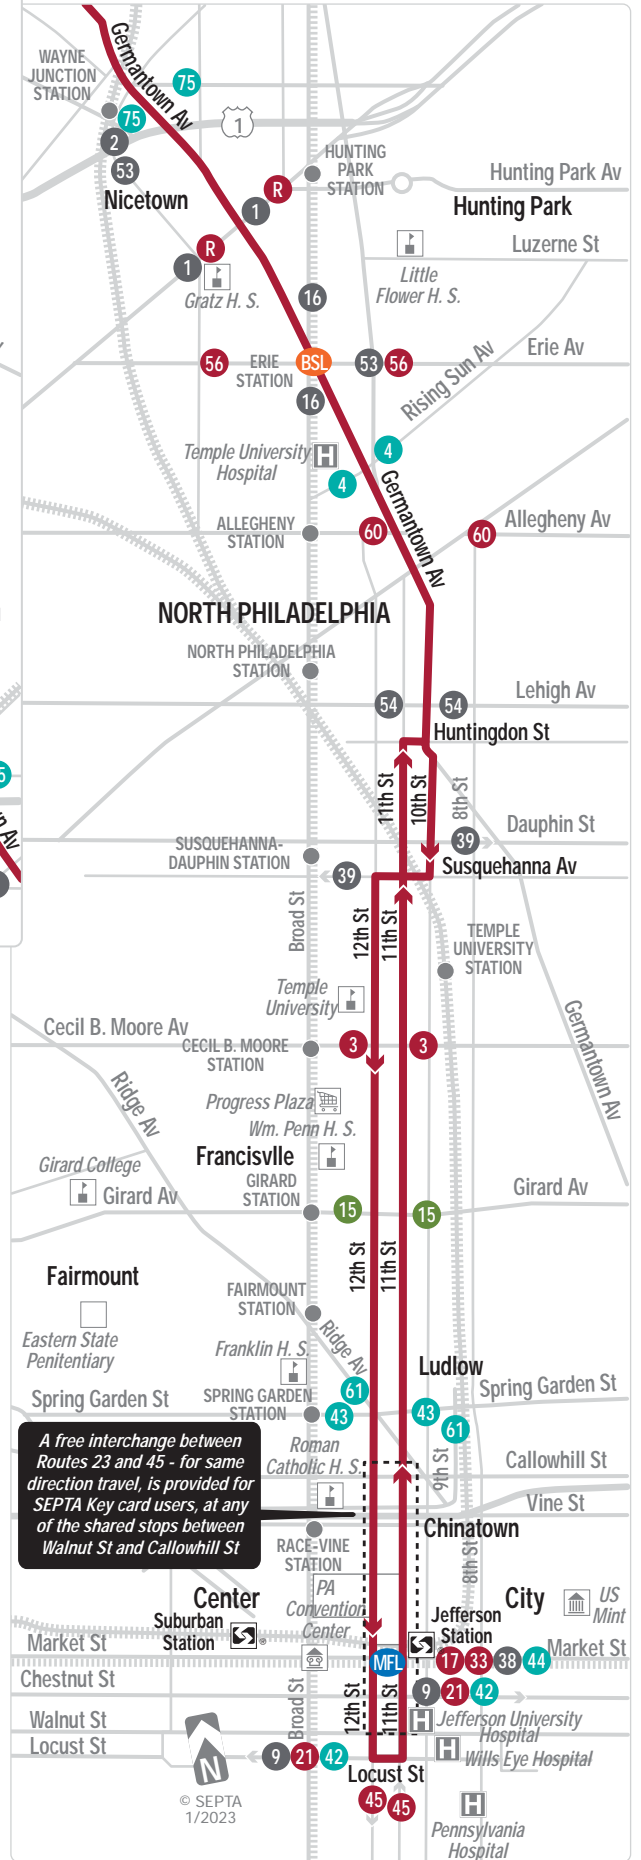 WAYNE
JUNCTION
STATION
Germantown Av
75
75
1
2
53
Nicetown
HUNTING
PARK
STATION
Hunting Park Av
R
1
Hunting Park
R
1
Gratz H. S.
Luzerne St
Little
Flower H. S.
16
56
ERIE
STATION
BSL
53
56
Erie Av
16
Rising Sun Av
Temple University
Hospital
H
4
4
Germantown Av
ALLEGHENY
STATION
60
60
Allegheny Av
NORTH PHILADELPHIA
NORTH PHILADELPHIA
STATION
Lehigh Av
54
54
Huntingdon St
11th St
10th St
8th St
5
n Av
Dauphin St
SUSQUEHANNA-
DAUPHIN STATION
39
39
Susquehanna Av
Broad St
12th St
11th St
TEMPLE
UNIVERSITY
STATION
Temple
University
Germantown Av
Cecil B. Moore Av
CECIL B. MOORE
STATION
3
3
Ridge Av
Progress Plaza
Wm. Penn H. S.
Francisvlle
Girard College
GIRARD
STATION
Girard Av
Girard Av
15
15
12th St
11th St
Fairmount
FAIRMOUNT
STATION
Eastern State
Penitentiary
Ridge Av
Franklin H. S.
Ludlow
61
Spring Garden St
SPRING GARDEN
STATION
43
43
61
Spring Garden St
A free interchange between
Routes 23 and 45 - for same
direction travel, is provided for
SEPTA Key card users, at any
of the shared stops between
Walnut St and Callowhill St
Roman
Catholic H. S.
9th St
Callowhill St
Vine St
Chinatown
RACE-VINE
STATION
8th St
PA
Convention
Center
Center
City
US
Mint
Suburban
Station
®
Jefferson
Station
®
Market St
Market St
MFL
17
33
38
44
Chestnut St
9
21
42
Broad St
12th St
11th St
Walnut St
H
Jefferson University
Hospital
Locust St
9
21
42
H
Wills Eye Hospital
N
Locust St
© SEPTA
1/2023
45
45
H
Pennsylvania
Hospital